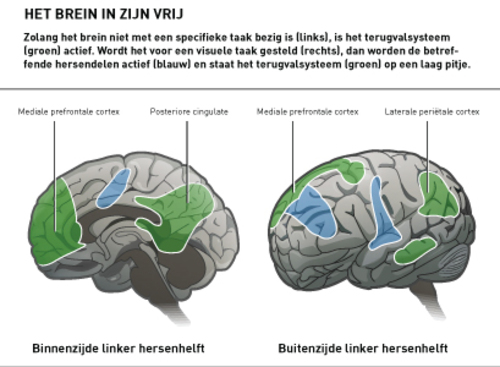 HET BREIN IN ZIJN VRIJ
Zolang het brein niet met een specifieke taak bezig is (links), is het terugvalsysteem
(groen) actief. Wordt het voor een visuele taak gesteld (rechts), dan worden de betref-
fende hersendelen actief (blauw) en staat het terugvalsysteem (groen) op een laag pitje.
Mediale prefrontale cortex
Posteriore cingulate
Mediale prefrontale cortex
Laterale periëtale cortex
Binnenzijde linker hersenhelft
Buitenzijde linker hersenhelft